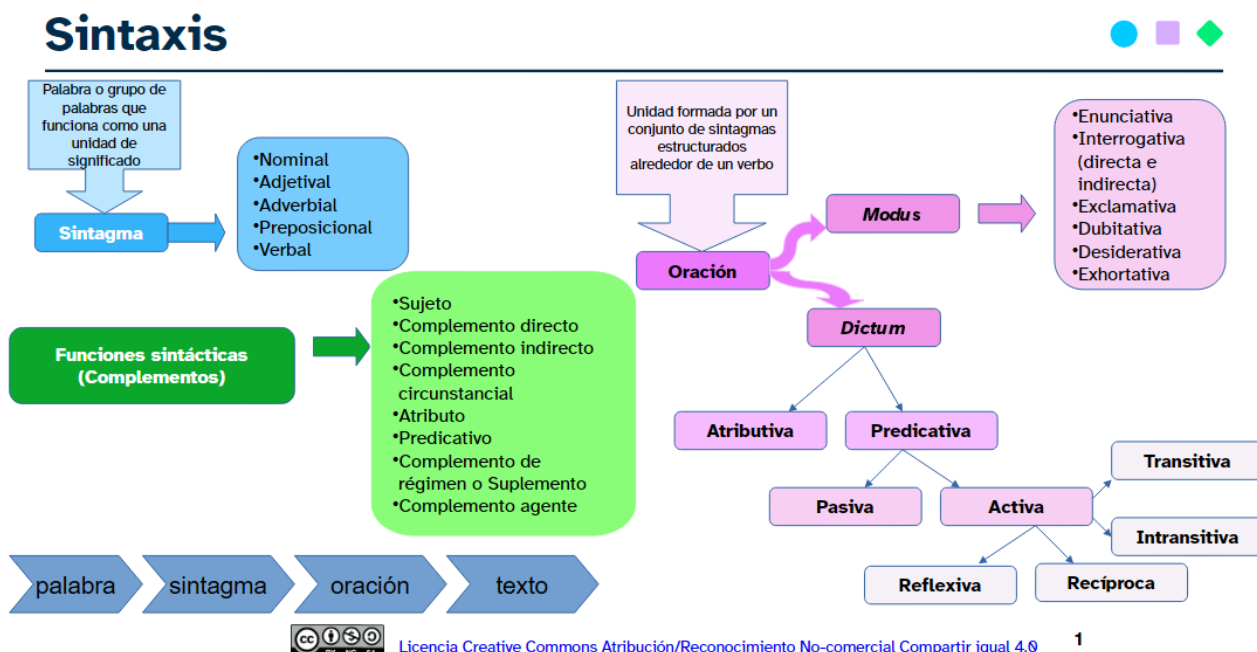 Sintaxis
Palabra o grupo de
palabras que
funciona como una
unidad de
significado
Sintagma
•Nominal
•Adjetival
•Adverbial
•Preposicional
•Verbal
Funciones sintácticas
(Complementos)
•Sujeto
•Complemento directo
•Complemento indirecto
•Complemento
circunstancial
•Atributo
•Predicativo
•Complemento de
régimen o Suplemento
•Complemento agente
Unidad formada por un
conjunto de sintagmas
estructurados
alrededor de un verbo
Oración
Modus
•Enunciativa
•Interrogativa
(directa e
indirecta)
•Exclamativa
•Dubitativa
•Desiderativa
•Exhortativa
Dictum
Atributiva
Predicativa
Pasiva
Activa
Transitiva
Intransitiva
Reflexiva
Recíproca
palabra
sintagma
oración
texto
cc
Licencia Creative Commons Atribución/Reconocimiento No-comercial Compartir igual 4.0
1